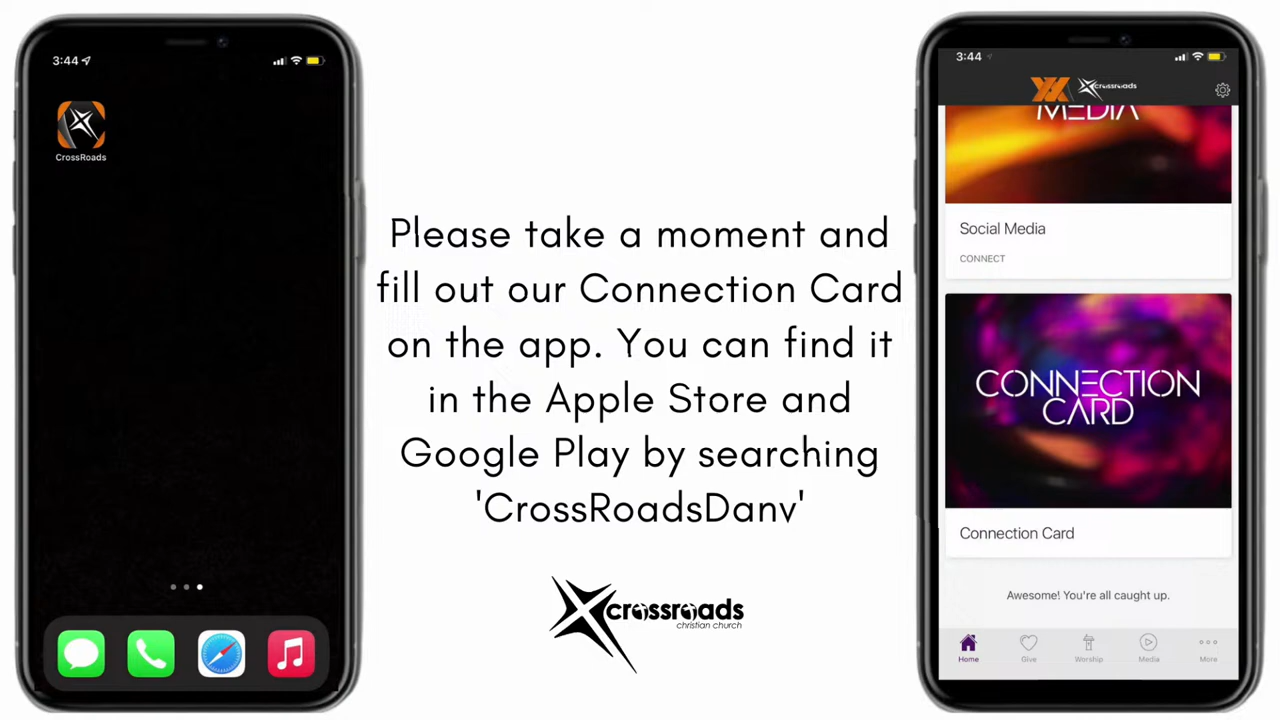 3:44
CrossRoads
Please take a moment and
fill out our Connection Card
on the app. You can find it
in the Apple Store and
Google Play by searching
'CrossRoadsDanv'
crossroads
christian church
3:44
crossroads
MEDIA
Social Media
CONNECT
CONNECTION
CARD
Connection Card
Awesome! You're all caught up.
Home
Give
Worship
Media
More